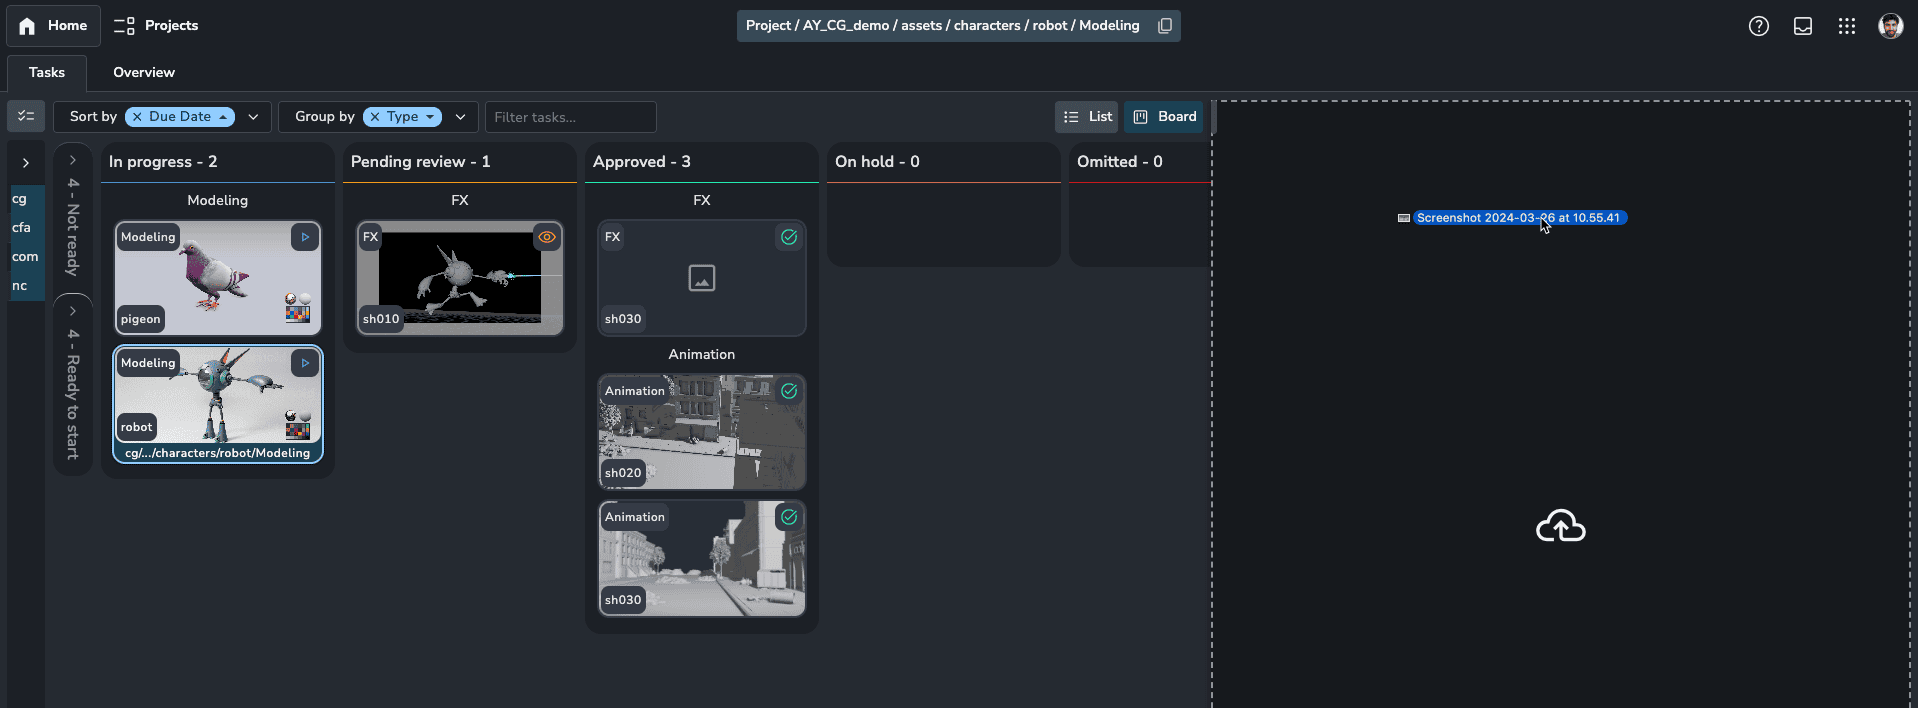 Home
Projects
Project / AY_CG_demo / assets / characters / robot / Modeling
Tasks
Overview
Sort by
Due Date
Group by
Type
Filter tasks...
List
Board
cg
cfa
com
nc
4 - Not ready
4 - Ready to start
In progress - 2
Modeling
Modeling
pigeon
Modeling
robot
cg/.../characters/robot/Modeling
Pending review - 1
FX
FX
sh010
Approved - 3
FX
FX
sh030
Animation
Animation
sh020
Animation
sh030
On hold - 0
Omitted - 0
Screenshot 2024-03-26 at 10.55.41